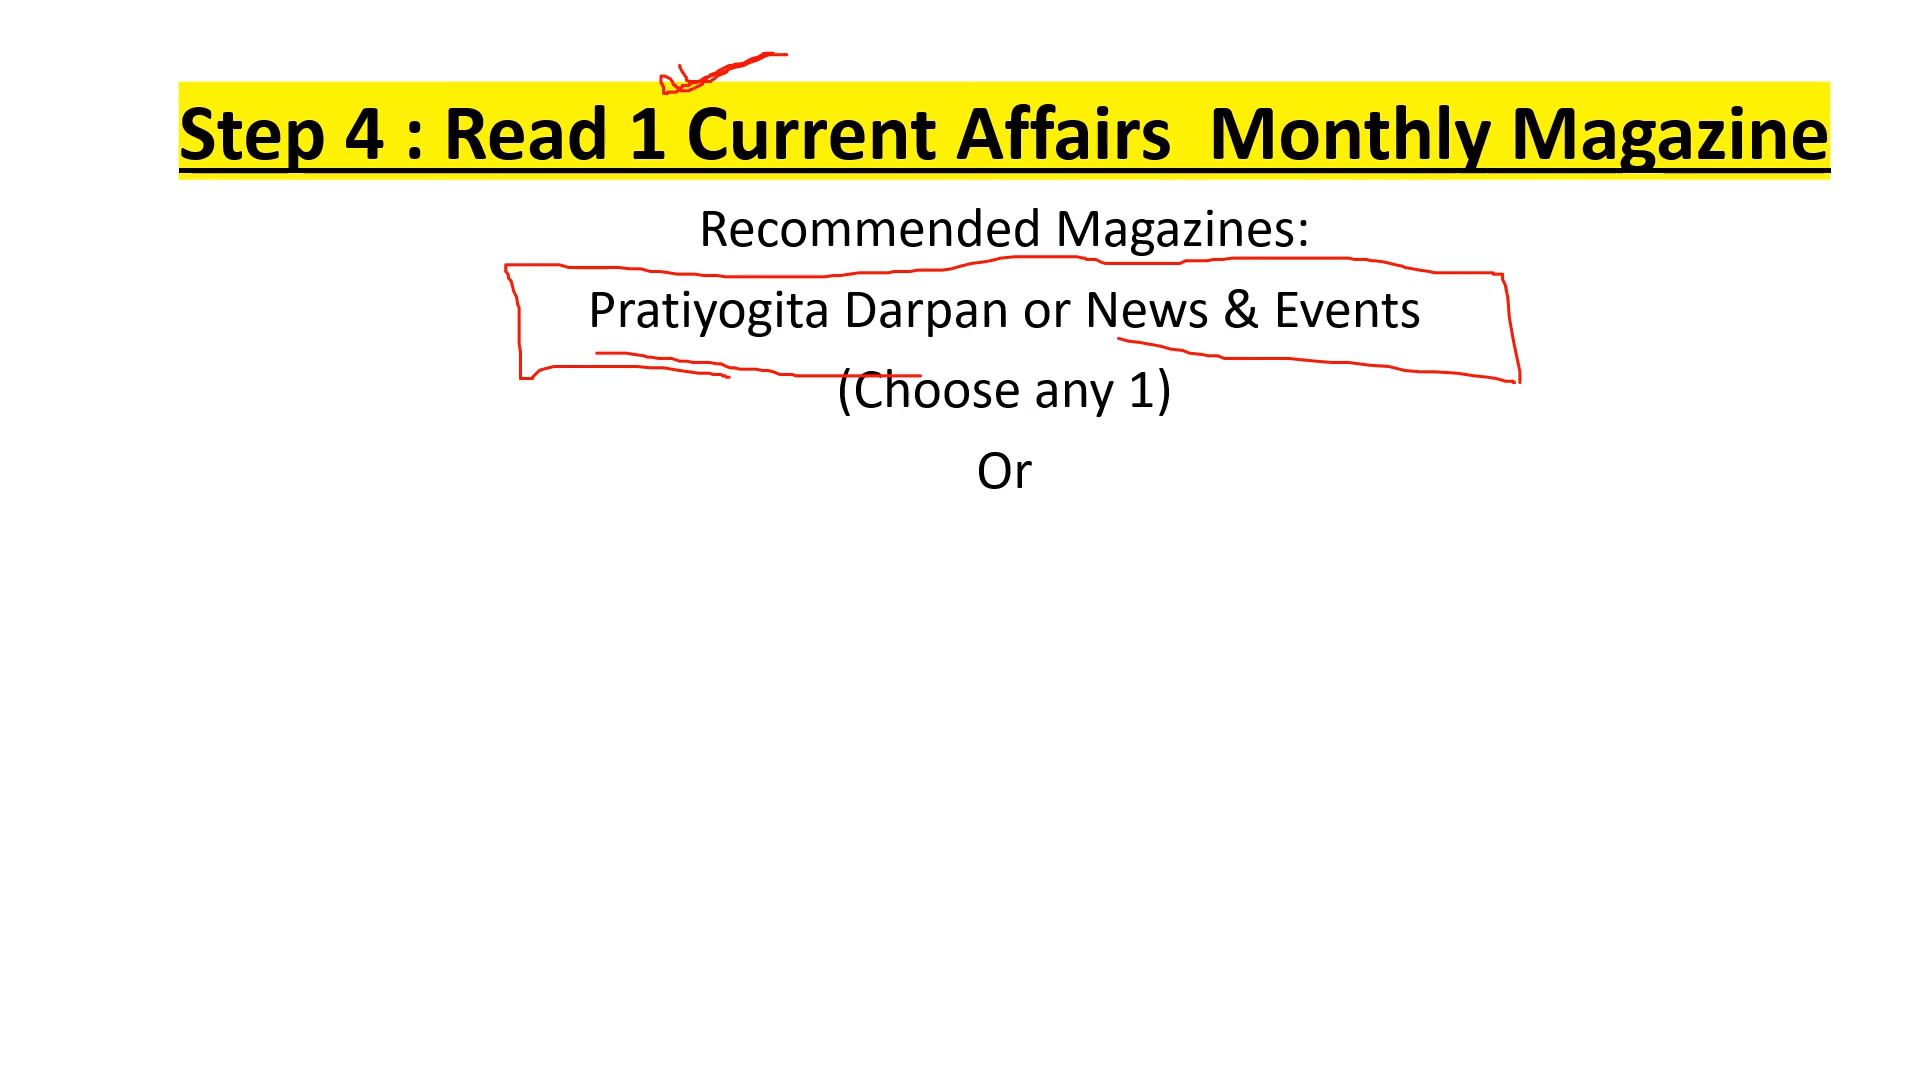 Step 4 : Read 1 Current Affairs  Monthly Magazine
Recommended Magazines:
Pratiyogita Darpan or News & Events
(Choose any 1)
Or